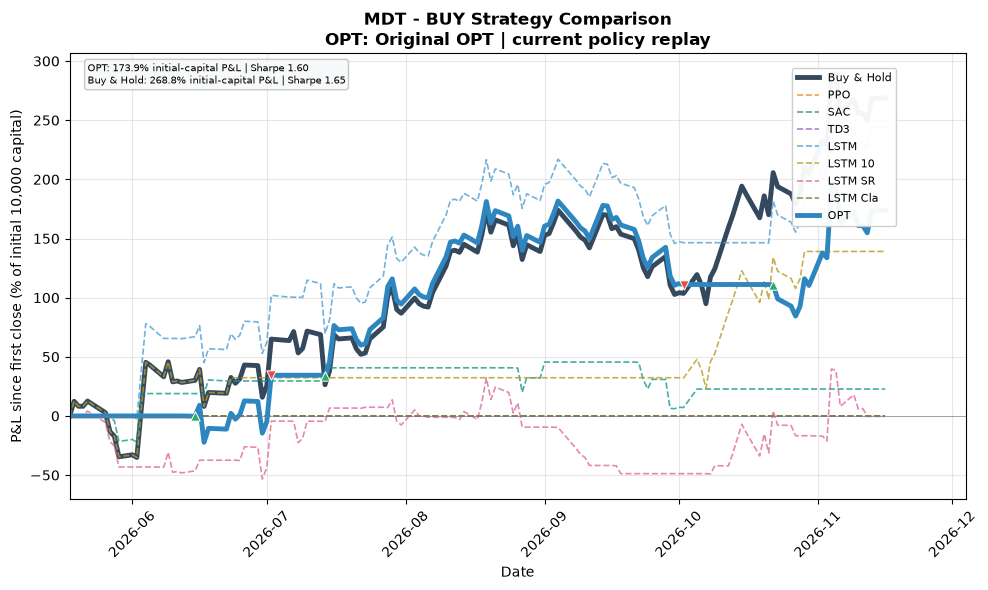 MDT - BUY Strategy Comparison
OPT: Original OPT | current policy replay
OPT: 173.9% initial-capital P&L | Sharpe 1.60
Buy & Hold: 268.8% initial-capital P&L | Sharpe 1.65
Buy & Hold
PPO
SAC
TD3
LSTM
LSTM 10
LSTM SR
LSTM Cla
OPT
P&L since first close (% of initial 10,000 capital)
300
250
200
150
100
50
0
−50
2026-06
2026-07
2026-08
2026-09
2026-10
2026-11
2026-12
Date